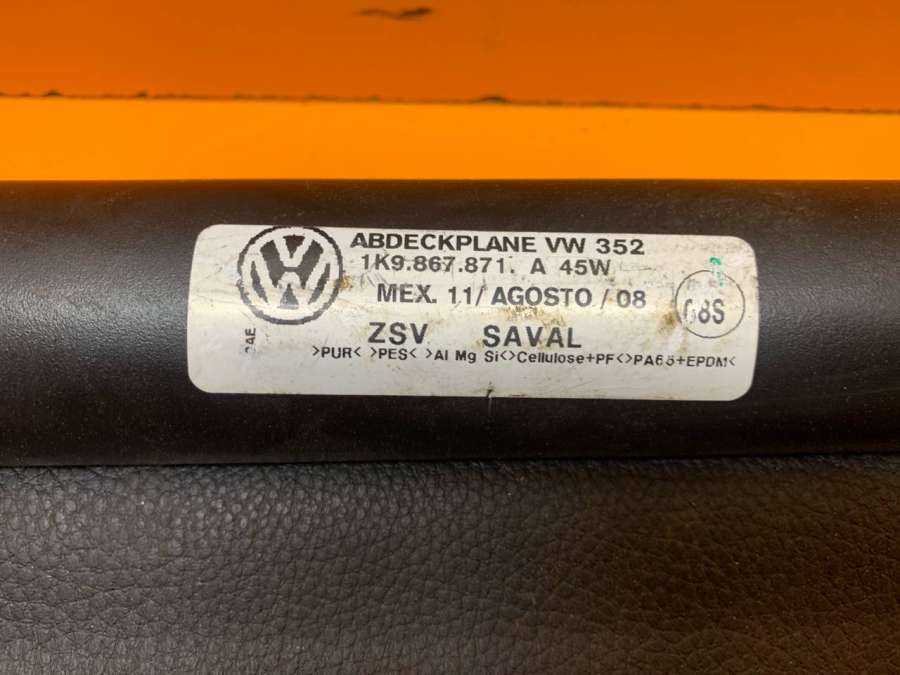 ABDECKPLANE VW 352
1K9.867.871. A 45W
MEX. 11/ AGOSTO / 08
G8S
ZSV SAVAL
>PUR< >PES< >Al Mg Si<>Cellulose+PF<>PA66+EPDM<